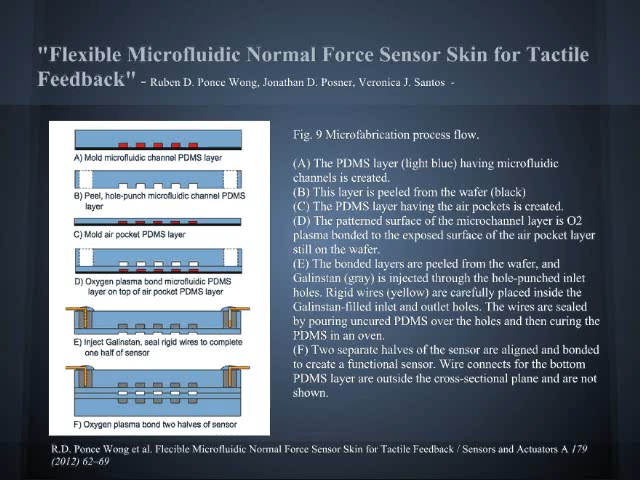 "Flexible Microfluidic Normal Force Sensor Skin for Tactile
Feedback" - Ruben D. Ponce Wong, Jonathan D. Posner, Veronica J. Santos -
A) Mold microfluidic channel PDMS layer
B) Peel, hole-punch microfluidic channel PDMS
layer
C) Mold air pocket PDMS layer
D) Oxygen plasma bond microfluidic PDMS
layer on top of air pocket PDMS layer
E) Inject Galinstan, seal rigid wires to complete
one half of sensor
F) Oxygen plasma bond two halves of sensor
Fig. 9 Microfabrication process flow.
(A) The PDMS layer (light blue) having microfluidic
channels is created.
(B) This layer is peeled from the wafer (black)
(C) The PDMS layer having the air pockets is created.
(D) The patterned surface of the microchannel layer is O2
plasma bonded to the exposed surface of the air pocket layer
still on the wafer.
(E) The bonded layers are peeled from the wafer, and
Galinstan (gray) is injected through the hole-punched inlet
holes. Rigid wires (yellow) are carefully placed inside the
Galinstan-filled inlet and outlet holes. The wires are sealed
by pouring uncured PDMS over the holes and then curing the
PDMS in an oven.
(F) Two separate halves of the sensor are aligned and bonded
to create a functional sensor. Wire connects for the bottom
PDMS layer are outside the cross-sectional plane and are not
shown.
R.D. Ponce Wong et al. Flecible Microfluidic Normal Force Sensor Skin for Tactile Feedback / Sensors and Actuators A 179
(2012) 62–69